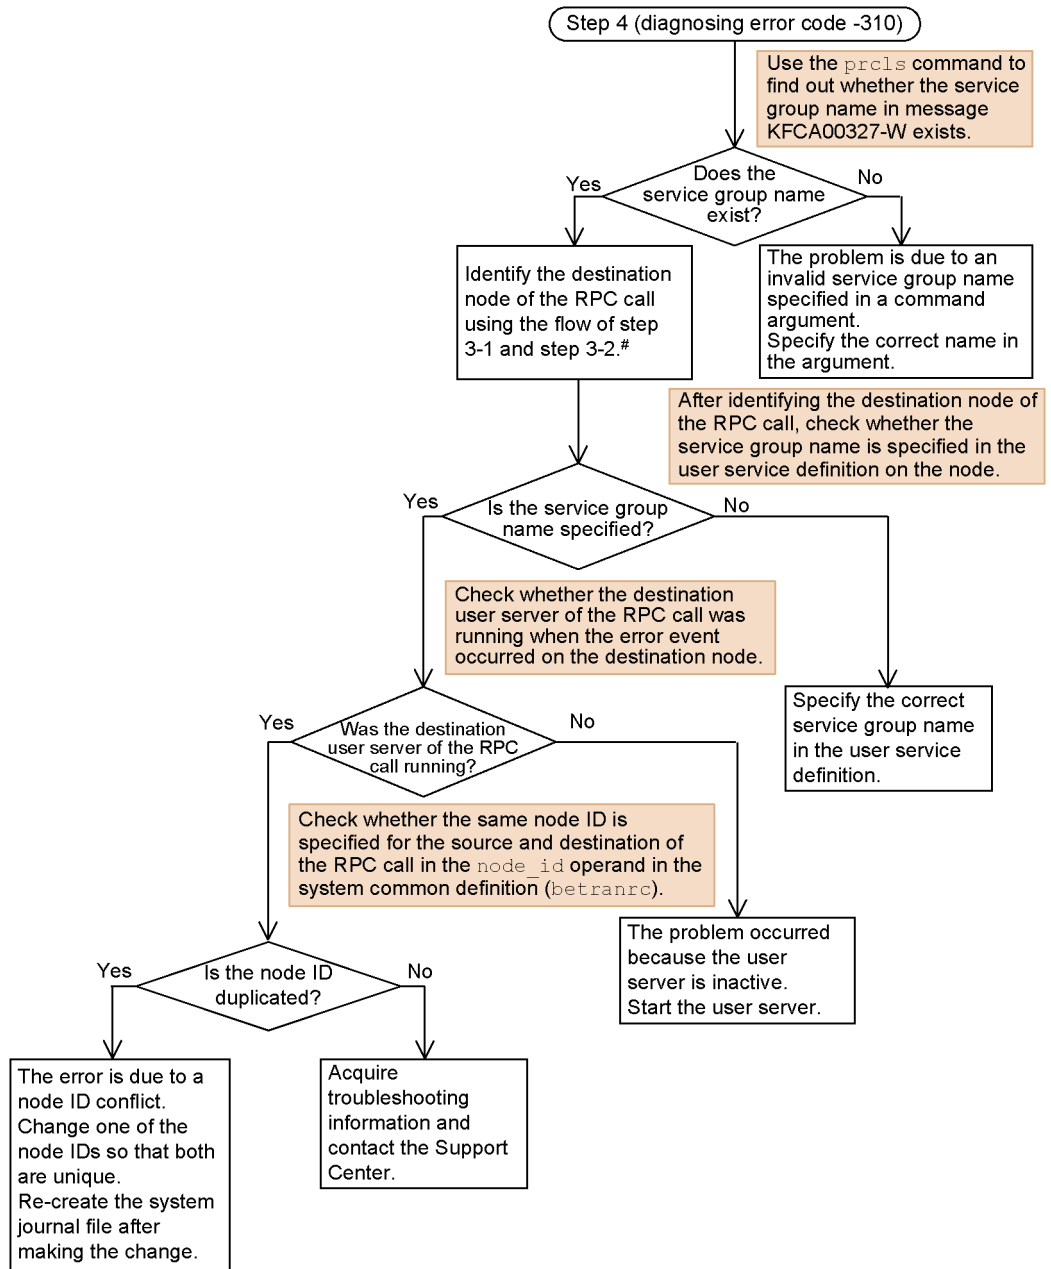 Step 4 (diagnosing error code -310)
Use the prcls command to
find out whether the service
group name in message
KFCA00327-W exists.
Does the
service group name
exist?
Yes
No
Identify the destination
node of the RPC call
using the flow of step
3-1 and step 3-2.#
The problem is due to an
invalid service group name
specified in a command
argument.
Specify the correct name in
the argument.
After identifying the destination node of
the RPC call, check whether the
service group name is specified in the
user service definition on the node.
Is the service group
name specified?
Yes
No
Check whether the destination
user server of the RPC call was
running when the error event
occurred on the destination node.
Specify the correct
service group name
in the user service
definition.
Was the destination
user server of the RPC
call running?
Yes
No
Check whether the same node ID is
specified for the source and destination of
the RPC call in the node_id operand in the
system common definition (betranrc).
The problem occurred
because the user
server is inactive.
Start the user server.
Is the node ID
duplicated?
Yes
No
The error is due to a
node ID conflict.
Change one of the
node IDs so that both
are unique.
Re-create the system
journal file after
making the change.
Acquire
troubleshooting
information and
contact the Support
Center.